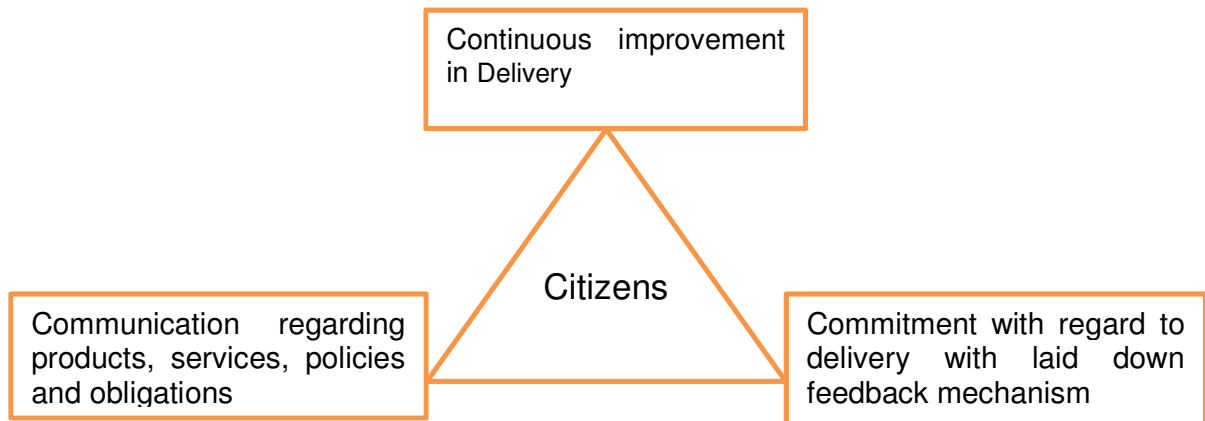 Continuous improvement
in Delivery
Citizens
Communication regarding
products, services, policies
and obligations
Commitment with regard to
delivery with laid down
feedback mechanism